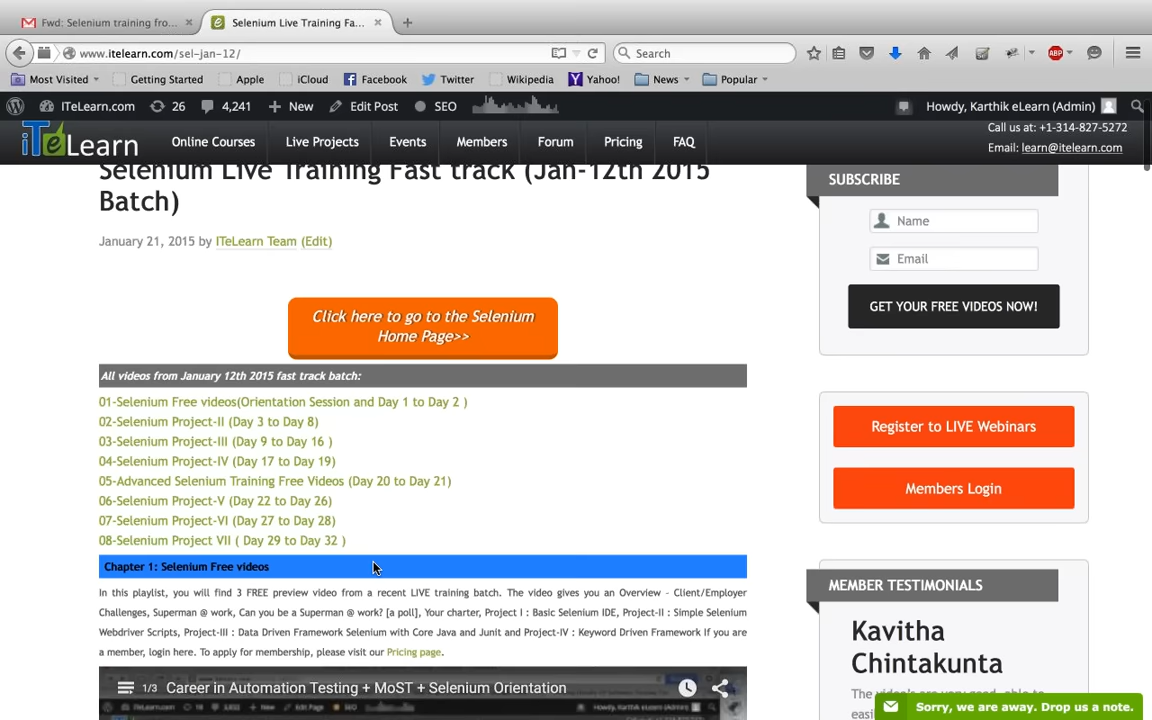 Fwd: Selenium training fro...
Selenium Live Training Fa...
www.itelearn.com/sel-jan-12/
Search
Most Visited
Getting Started
Apple
iCloud
Facebook
Twitter
Wikipedia
Yahoo!
News
Popular
ITeLearn.com
26
4,241
New
Edit Post
SEO
Howdy, Karthik eLearn (Admin)
iTeLearn
Online Courses
Live Projects
Events
Members
Forum
Pricing
FAQ
Call us at: +1-314-827-5272
Email: learn@itelearn.com
Selenium Live Training Fast track (Jan-12th 2015
Batch)
January 21, 2015 by ITeLearn Team (Edit)
Click here to go to the Selenium
Home Page>>
All videos from January 12th 2015 fast track batch:
01-Selenium Free videos(Orientation Session and Day 1 to Day 2 )
02-Selenium Project-II (Day 3 to Day 8)
03-Selenium Project-III (Day 9 to Day 16 )
04-Selenium Project-IV (Day 17 to Day 19)
05-Advanced Selenium Training Free Videos (Day 20 to Day 21)
06-Selenium Project-V (Day 22 to Day 26)
07-Selenium Project-VI (Day 27 to Day 28)
08-Selenium Project VII ( Day 29 to Day 32 )
Chapter 1: Selenium Free videos
In this playlist, you will find 3 FREE preview video from a recent LIVE training batch. The video gives you an Overview - Client/Employer
Challenges, Superman @ work, Can you be a Superman @ work? [a poll], Your charter, Project I : Basic Selenium IDE, Project-II : Simple Selenium
Webdriver Scripts, Project-III : Data Driven Framework Selenium with Core Java and Junit and Project-IV : Keyword Driven Framework If you are
a member, login here. To apply for membership, please visit our Pricing page.
1/3 Career in Automation Testing + MoST + Selenium Orientation
SUBSCRIBE
Name
Email
GET YOUR FREE VIDEOS NOW!
Register to LIVE Webinars
Members Login
MEMBER TESTIMONIALS
Kavitha
Chintakunta
The video's are very good, able to
Sorry, we are away. Drop us a note.